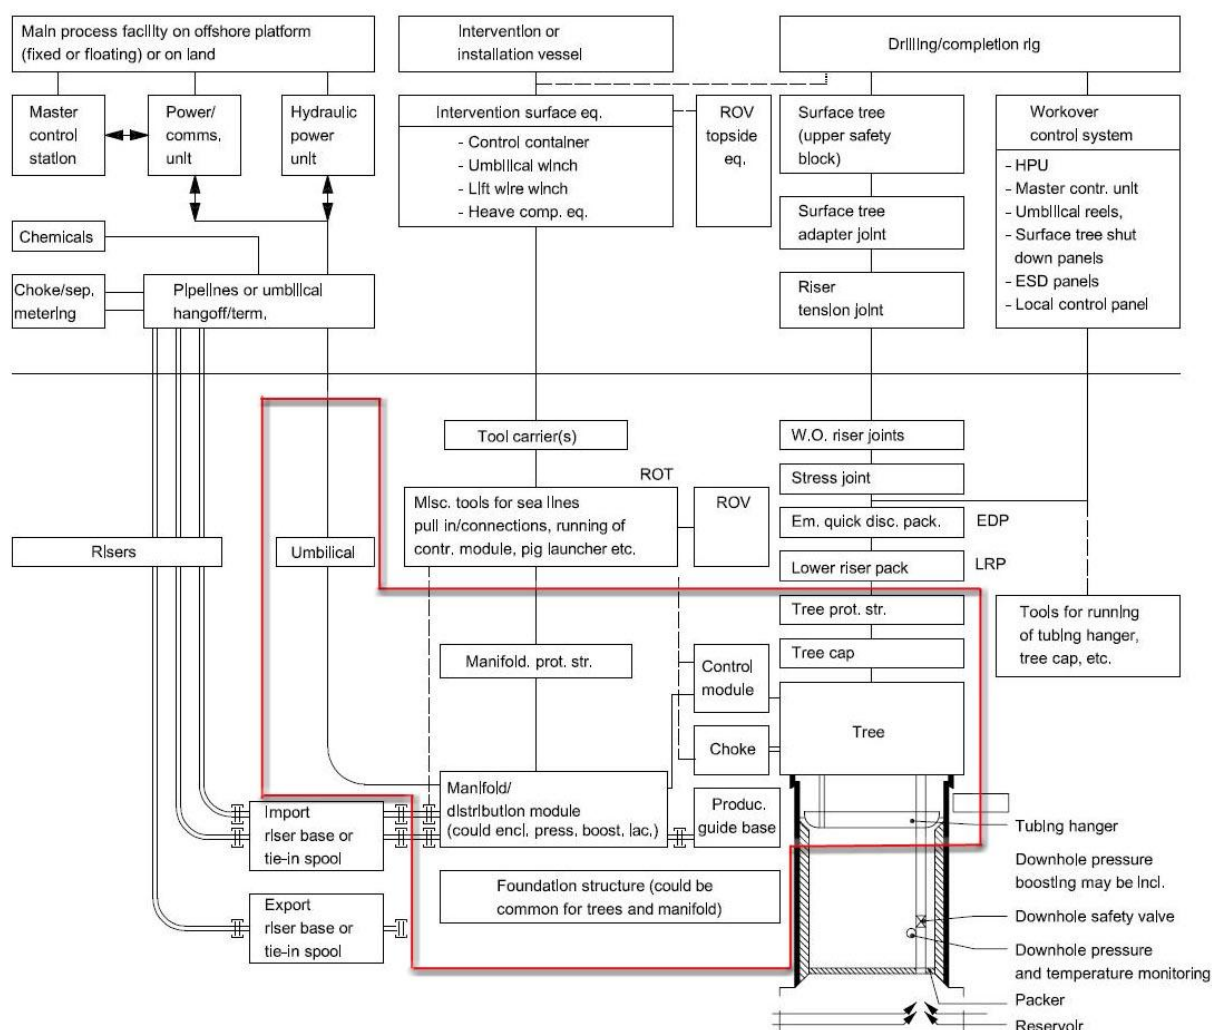 Main process facility on offshore platform
(fixed or floating) or on land
Intervention or
installation vessel
Drilling/completion rig
Master
control
station
Power/
comms,
unit
Hydraulic
power
unit
Intervention surface eq.
- Control container
- Umbilical winch
- Lift wire winch
- Heave comp. eq.
ROV
topside
eq.
Surface tree
(upper safety
block)
Workover
control system
- HPU
- Master contr. unit
- Umbilical reels,
- Surface tree shut
down panels
- ESD panels
- Local control panel
Surface tree
adapter joint
Riser
tension joint
Chemicals
Choke/sep,
metering
Pipelines or umbilical
hangoff/term,
Tool carrier(s)
ROT
Misc. tools for sea lines
pull in/connections, running of
contr. module, pig launcher etc.
ROV
W.O. riser joints
Stress joint
Em. quick disc. pack.
EDP
Lower riser pack
LRP
Risers
Umbilical
Tree prot. str.
Tree cap
Tools for running
of tubing hanger,
tree cap, etc.
Manifold. prot. str.
Control
module
Choke
Tree
Manifold/
distribution module
(could encl, press, boost, lac,)
Produc.
guide base
Import
riser base or
tie-in spool
Foundation structure (could be
common for trees and manifold)
Export
riser base or
tie-in spool
Tubing hanger
Downhole pressure
boosting may be incl.
Downhole safety valve
Downhole pressure
and temperature monitoring
Packer
Reservoir